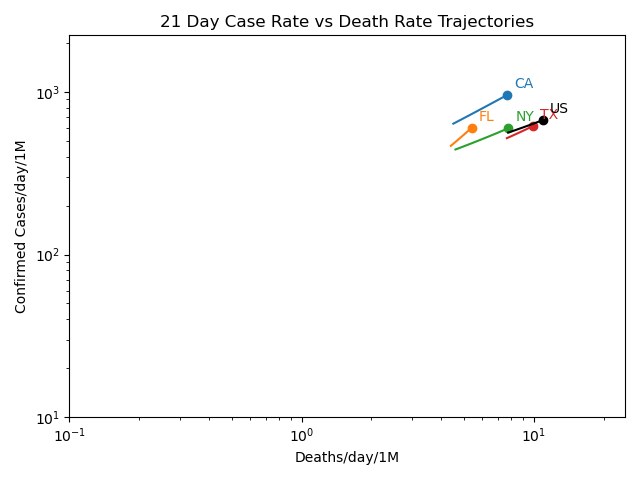 21 Day Case Rate vs Death Rate Trajectories
CA
US
FL
NY
TX
10³
10²
10¹
Confirmed Cases/day/1M
10⁻¹
10⁰
10¹
Deaths/day/1M